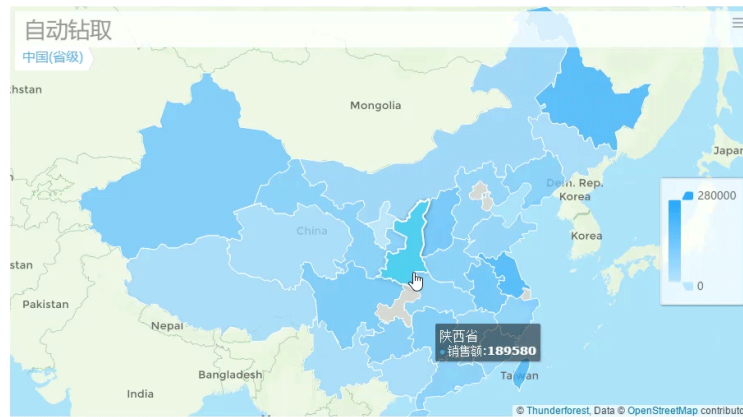 自动钻取
中国(省级)
hstan
Mongolia
Japan
Dem. Rep.
Korea
280000
China
Korea
0
stan
Pakistan
陕西省
销售额:189580
Nepal
Bangladesh
Taiwan
India
© Thunderforest, Data © OpenStreetMap contributo